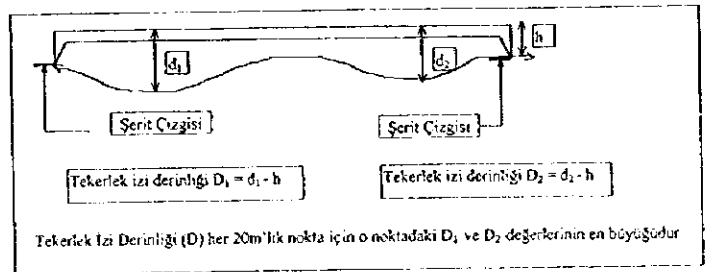 h
d₁
d₂
Şerit Çizgisi
Şerit Çizgisi
Tekerlek izi derinliği D₁ = d₁ - h
Tekerlek izi derinliği D₂ = d₂ - h
Tekerlek İzi Derinliği (D) her 20m'lik nokta için o noktadaki D₁ ve D₂ değerlerinin en büyüğüdür